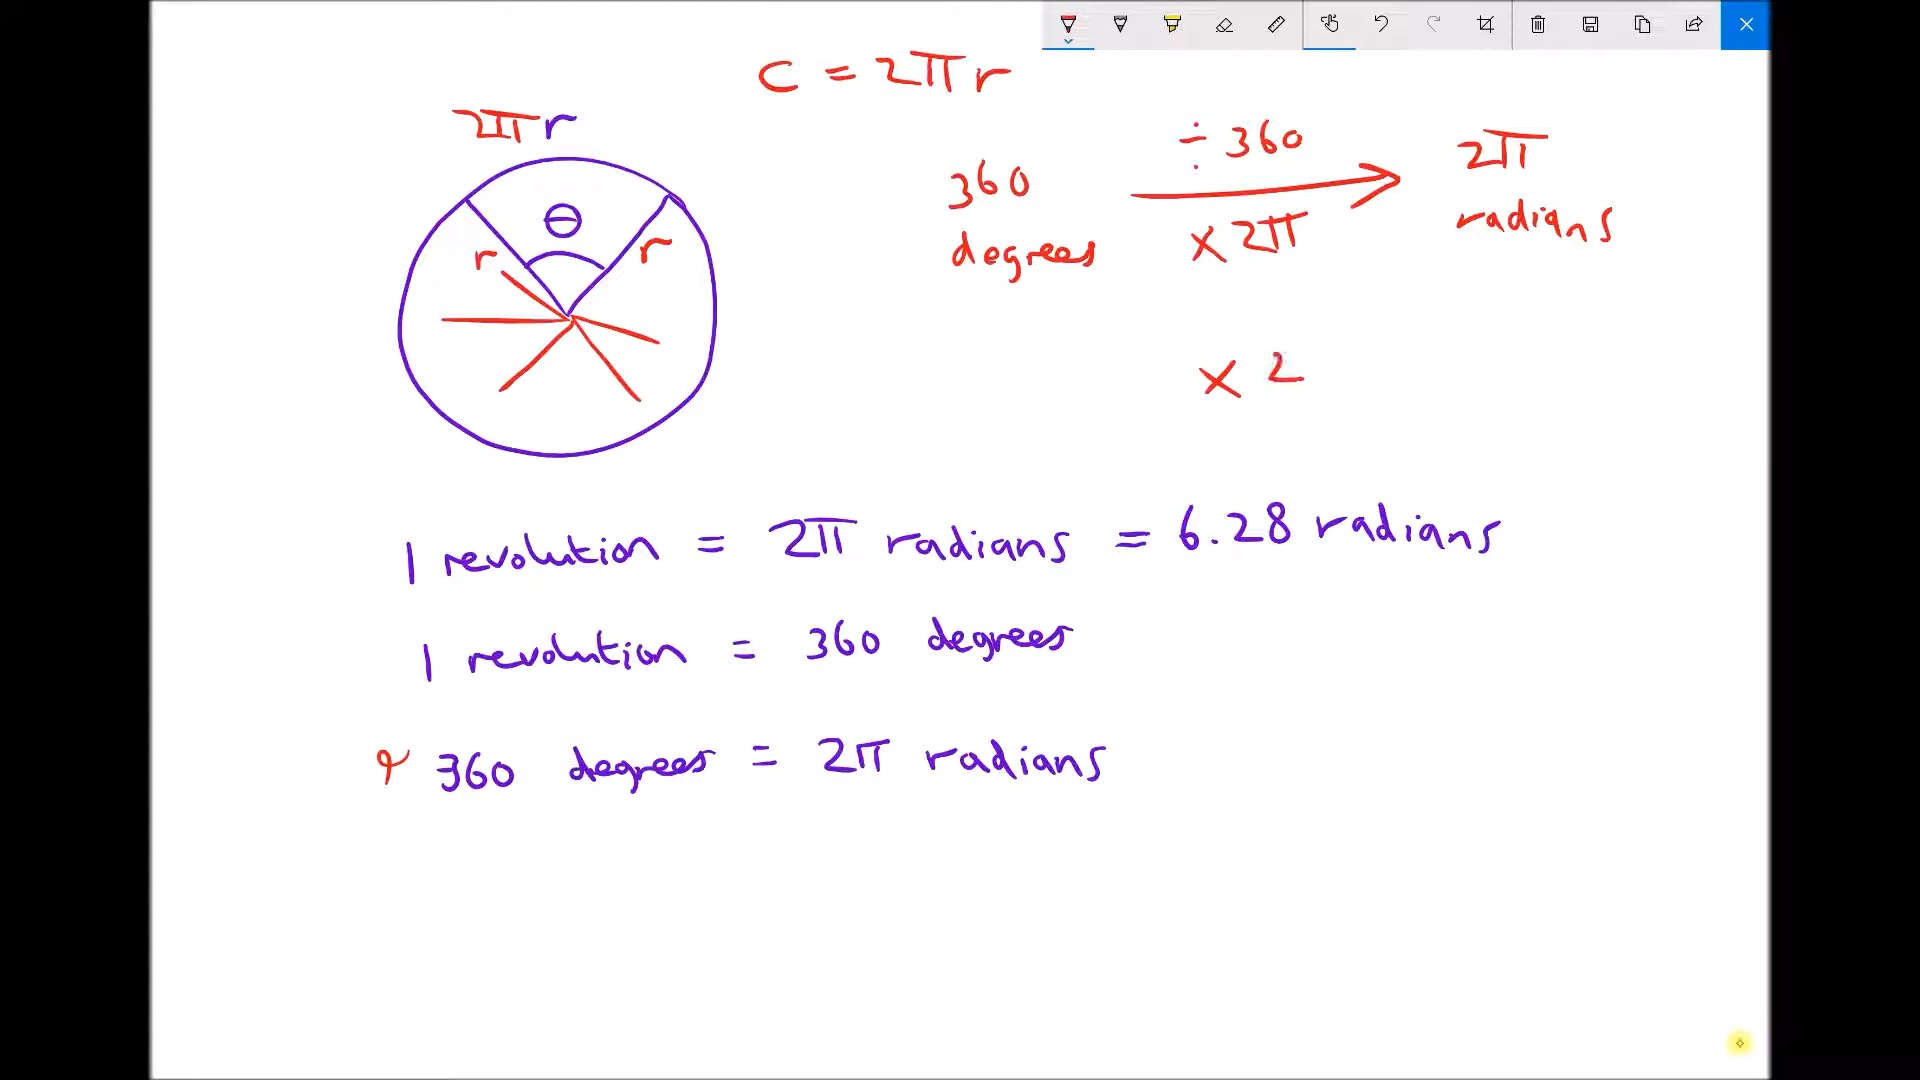 C = 2πr
2πr
θ
r
r
÷ 360
360
degrees
× 2π
2π
radians
× 2
1 revolution = 2π radians = 6.28 radians
1 revolution = 360 degrees
360 degrees = 2π radians